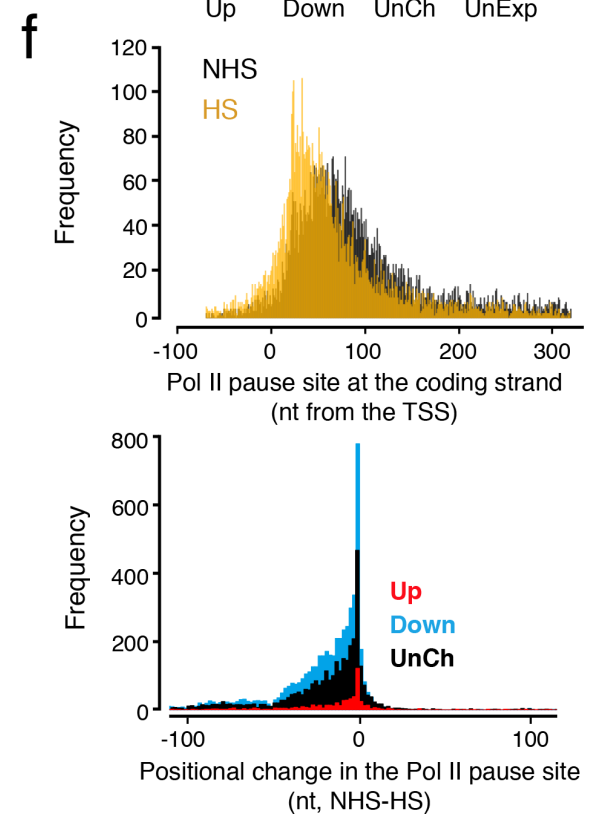 Up Down UnCh UnExp
f
120
100
80
60
40
20
0
Frequency
NHS
HS
-100 0 100 200 300
Pol II pause site at the coding strand
(nt from the TSS)
800
600
400
200
0
Frequency
Up
Down
UnCh
-100 0 100
Positional change in the Pol II pause site
(nt, NHS-HS)